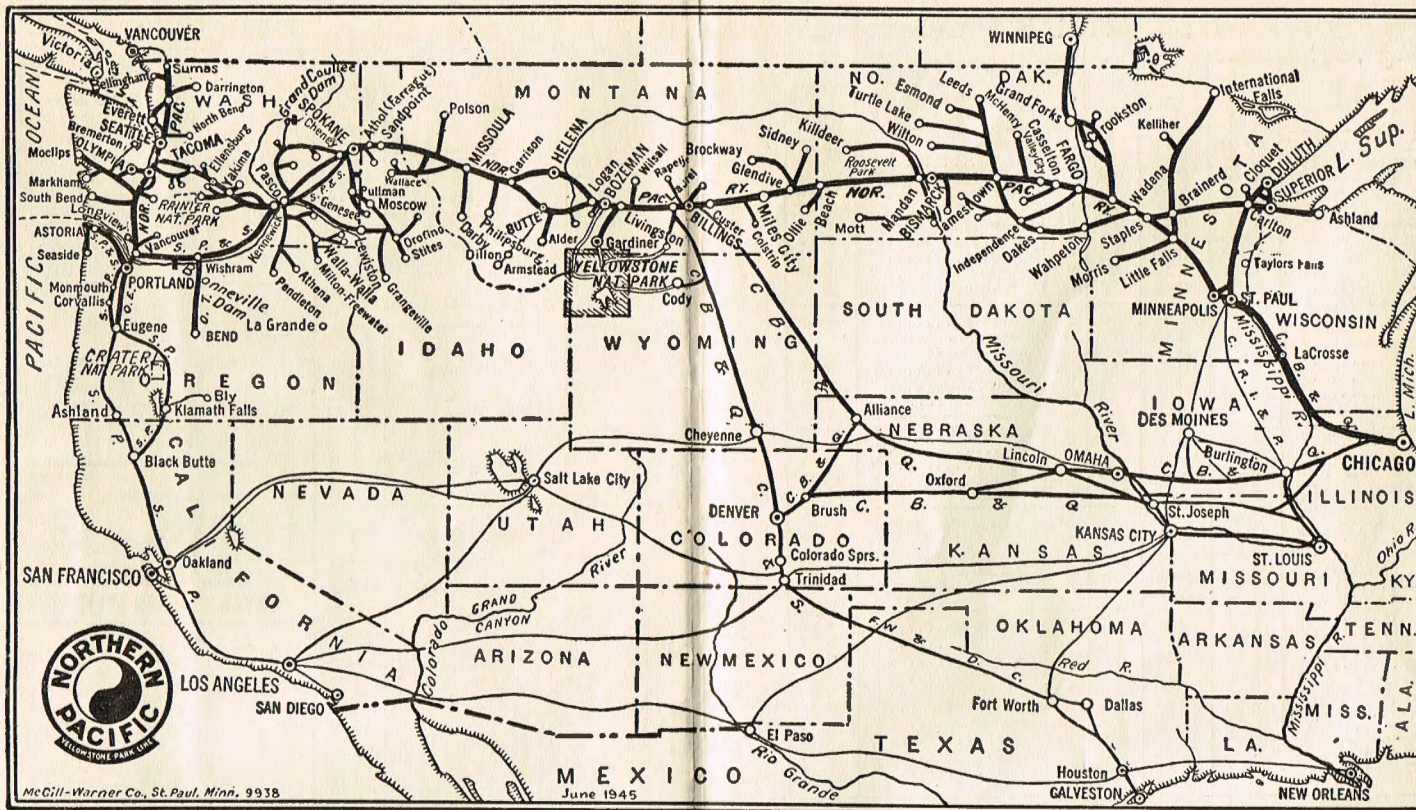 VANCOUVER
Victoria
Sumas
Bellingham
Darrington
WASH.
Grand Coulee
Dam)
Everett
SEATTLE
PAC.
North Bend
Bremerton
OLYMPIA
TACOMA
Moclips
Ellensburg
Yakima
Cheney
SPOKANE
Athol (Farragut)
Sandpoint
Markham
South Bend
RAINIER
NAT. PARK
Pasco
S. P. & S.
Genesee
Pullman
Moscow
Wallace
Longview
NOR.
Kennewick
ASTORIA
Seaside
S. P. & S.
Vancouver
S. P. & S.
Wishram
Walla-Walla
Lewiston
Orofino
Stites
Grangeville
PORTLAND
Bonneville
Dam
O. T.
Athena
Pendleton
Milton-Freewater
Monmouth
Corvallis
S. P.
O. E.
La Grande
BEND
Eugene
S. P.
CRATER
NAT. PARK
OREGON
Bly
Ashland
Klamath Falls
S. P.
S. P.
Black Butte
PACIFIC OCEAN
IDAHO
MONTANA
Polson
MISSOULA
NOR.
Garrison
HELENA
Logan
BOZEMAN
Wilsall
Rapelje
Laurel
Darby
Philipsburg
BUTTE
Alder
Dillon
Armstead
Livingston
PAC.
BILLINGS
Gardiner
YELLOWSTONE
NAT. PARK
Cody
Brockway
Sidney
Glendive
RY.
Custer
Colstrip
Miles City
Ollie
Beach
WYOMING
C. B. & Q.
C. B. & Q.
WINNIPEG
NO. DAK.
Killdeer
Roosevelt
Park
NOR.
Esmond
Turtle Lake
Wilton
Leeds
McHenry
Grand Forks
Casselton
Valley City
Crookston
FARGO
Mott
Mandan
BISMARCK
Jamestown
PAC.
RY.
Independence
Oakes
Wahpeton
SOUTH DAKOTA
Missouri
River
International
Falls
Kelliher
Wadena
Brainerd
Staples
Morris
Little Falls
MINNESOTA
Cloquet
DULUTH
SUPERIOR
L. Sup.
Carlton
Ashland
Taylors Falls
MINNEAPOLIS
ST. PAUL
WISCONSIN
Mississippi R.
LaCrosse
C. B. & Q.
C. R. I. & P.
L. Mich.
IOWA
DES MOINES
Burlington
CHICAGO
ILLINOIS
C. B. & Q.
Cheyenne
Alliance
NEBRASKA
Lincoln
OMAHA
Oxford
C. B. & Q.
Brush
C. B. & Q.
DENVER
COLORADO
Colorado Sprs.
Trinidad
C. & S.
St. Joseph
KANSAS CITY
KANSAS
ST. LOUIS
MISSOURI
Ohio R.
KY.
TENN.
NEVADA
Salt Lake City
UTAH
Oakland
SAN FRANCISCO
S. P.
CALIFORNIA
Colorado River
GRAND
CANYON
ARIZONA
NEW MEXICO
LOS ANGELES
SAN DIEGO
F. W. & D. C.
OKLAHOMA
ARKANSAS
Red R.
Mississippi R.
MISS.
ALA.
Fort Worth
Dallas
El Paso
TEXAS
LA.
Rio Grande
Houston
GALVESTON
NEW ORLEANS
MEXICO
NORTHERN
PACIFIC
YELLOWSTONE PARK LINE
McGill-Warner Co., St. Paul, Minn. 9938
June 1945